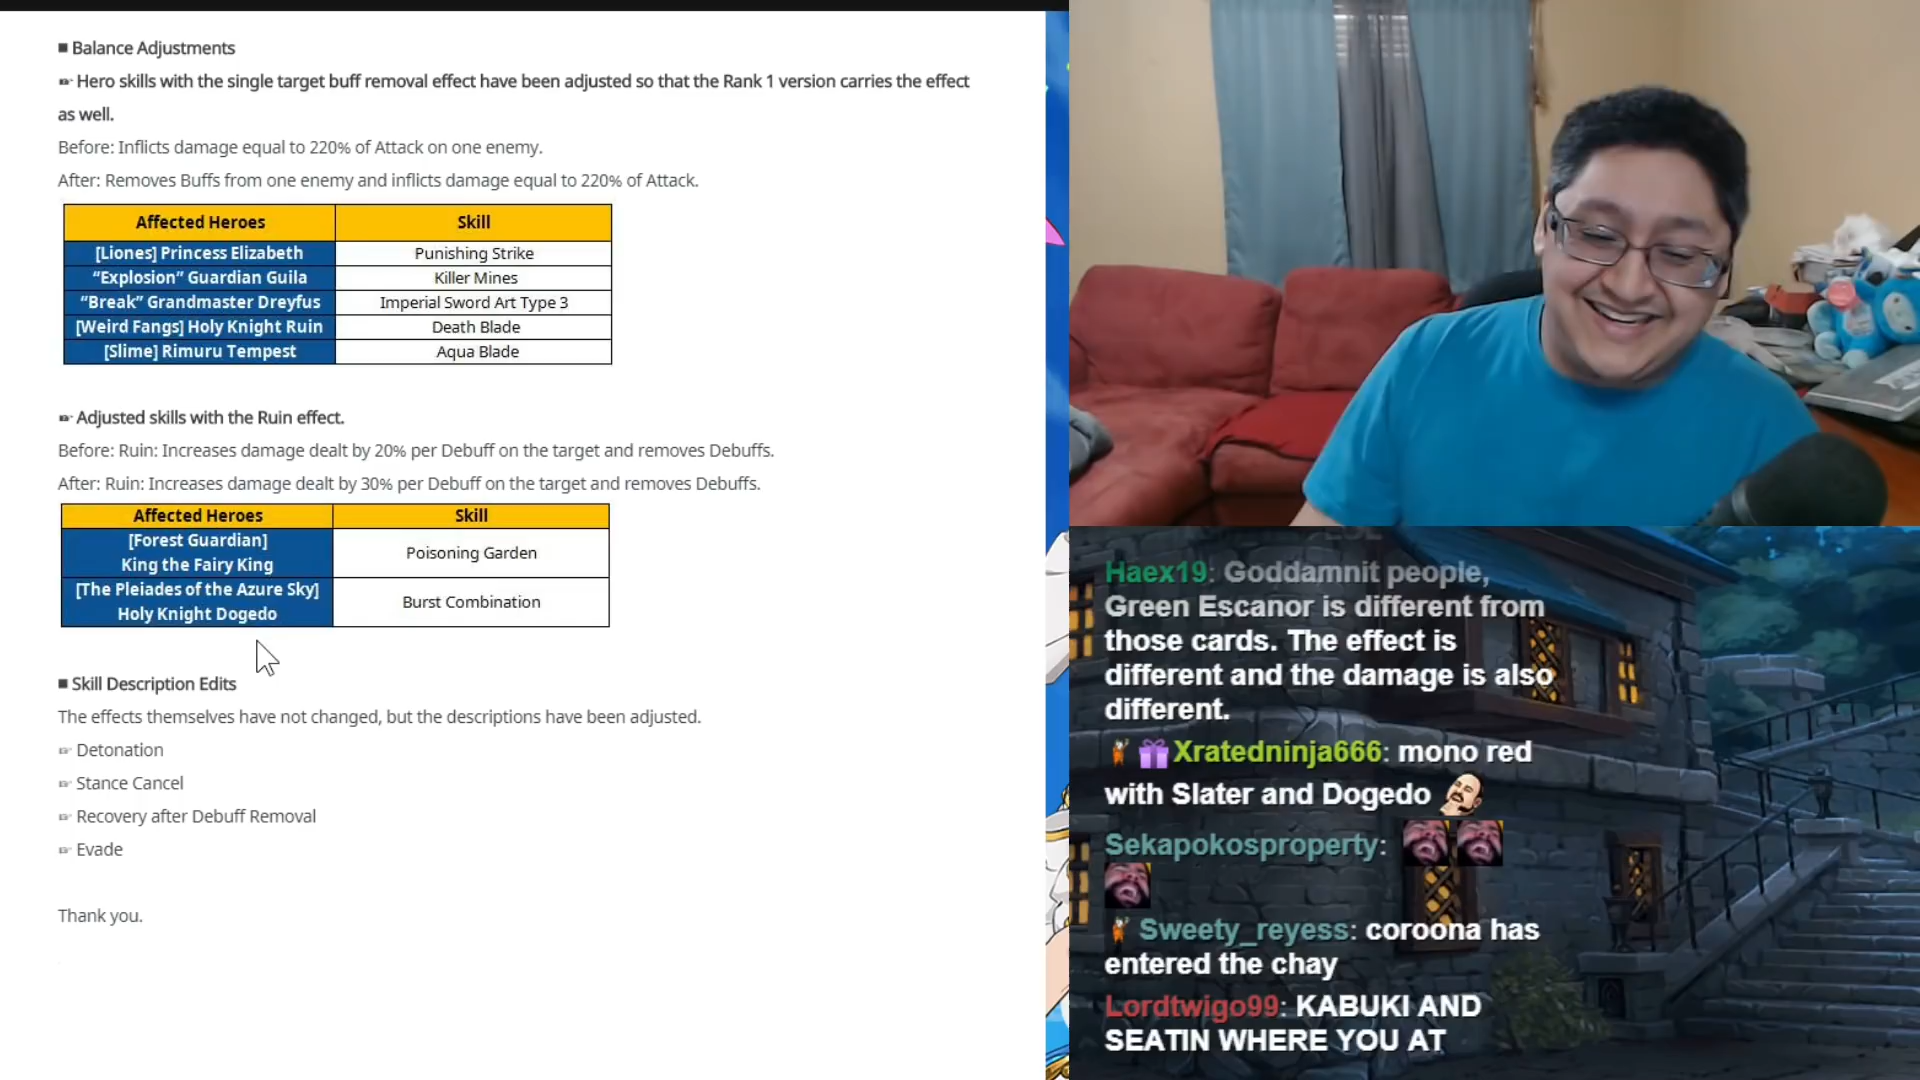 ■ Balance Adjustments
☞ Hero skills with the single target buff removal effect have been adjusted so that the Rank 1 version carries the effect
as well.
Before: Inflicts damage equal to 220% of Attack on one enemy.
After: Removes Buffs from one enemy and inflicts damage equal to 220% of Attack.
Affected Heroes Skill
[Liones] Princess Elizabeth Punishing Strike
“Explosion” Guardian Guila Killer Mines
“Break” Grandmaster Dreyfus Imperial Sword Art Type 3
[Weird Fangs] Holy Knight Ruin Death Blade
[Slime] Rimuru Tempest Aqua Blade
☞ Adjusted skills with the Ruin effect.
Before: Ruin: Increases damage dealt by 20% per Debuff on the target and removes Debuffs.
After: Ruin: Increases damage dealt by 30% per Debuff on the target and removes Debuffs.
Affected Heroes Skill
[Forest Guardian]
King the Fairy King
Poisoning Garden
[The Pleiades of the Azure Sky]
Holy Knight Dogedo
Burst Combination
■ Skill Description Edits
The effects themselves have not changed, but the descriptions have been adjusted.
☞ Detonation
☞ Stance Cancel
☞ Recovery after Debuff Removal
☞ Evade
Thank you.
Haex19: Goddamnit people,
Green Escanor is different from
those cards. The effect is
different and the damage is also
different.
Xratedninja666: mono red
with Slater and Dogedo
Sekapokosproperty:
Sweety_reyess: coroona has
entered the chay
Lordtwigo99: KABUKI AND
SEATIN WHERE YOU AT